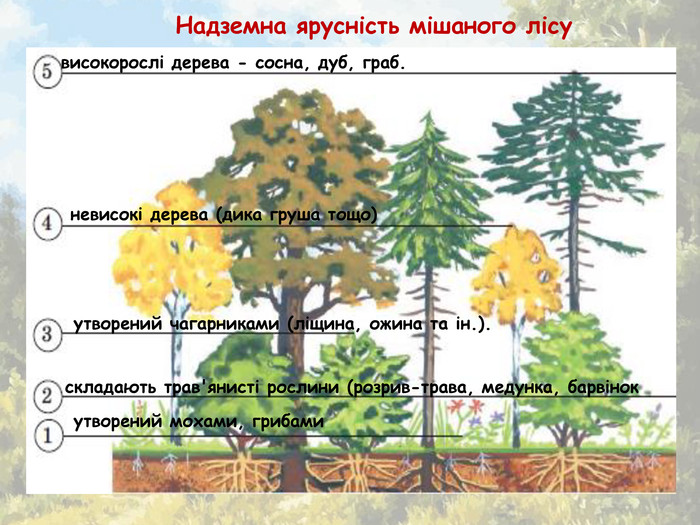 Надземна ярусність мішаного лісу
5 високорослі дерева - сосна, дуб, граб.
4 невисокі дерева (дика груша тощо)
3 утворений чагарниками (ліщина, ожина та ін.).
2 складають трав'янисті рослини (розрив-трава, медунка, барвінок
1 утворений мохами, грибами